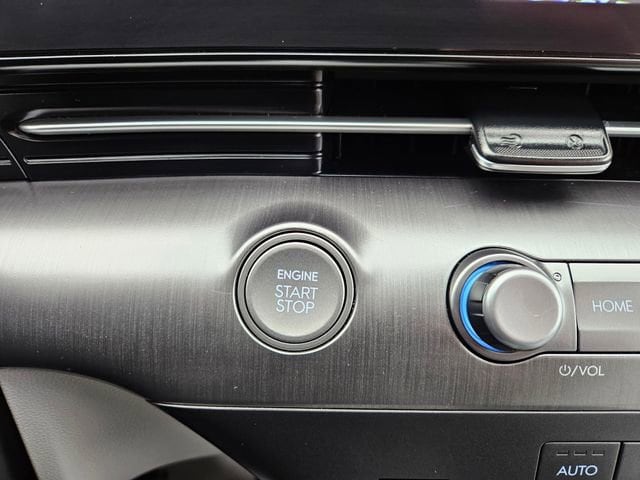 ENGINE
START
STOP
HOME
⏻/VOL
AUTO